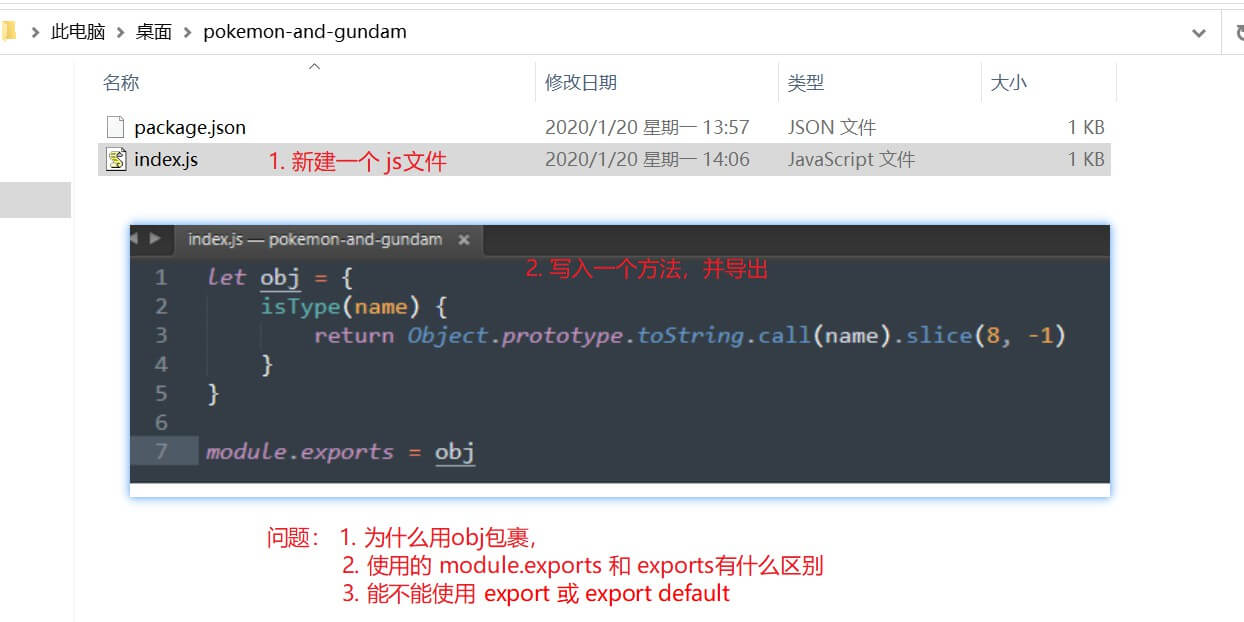 此电脑 桌面 pokemon-and-gundam
名称 修改日期 类型 大小
package.json 2020/1/20 星期一 13:57 JSON 文件 1 KB
index.js 1. 新建一个 js文件 2020/1/20 星期一 14:06 JavaScript 文件 1 KB
index.js — pokemon-and-gundam ×
2. 写入一个方法，并导出
1 let obj = {
2 isType(name) {
3 return Object.prototype.toString.call(name).slice(8, -1)
4 }
5 }
6
7 module.exports = obj
问题： 1. 为什么用obj包裹,
2. 使用的 module.exports 和 exports有什么区别
3. 能不能使用 export 或 export default